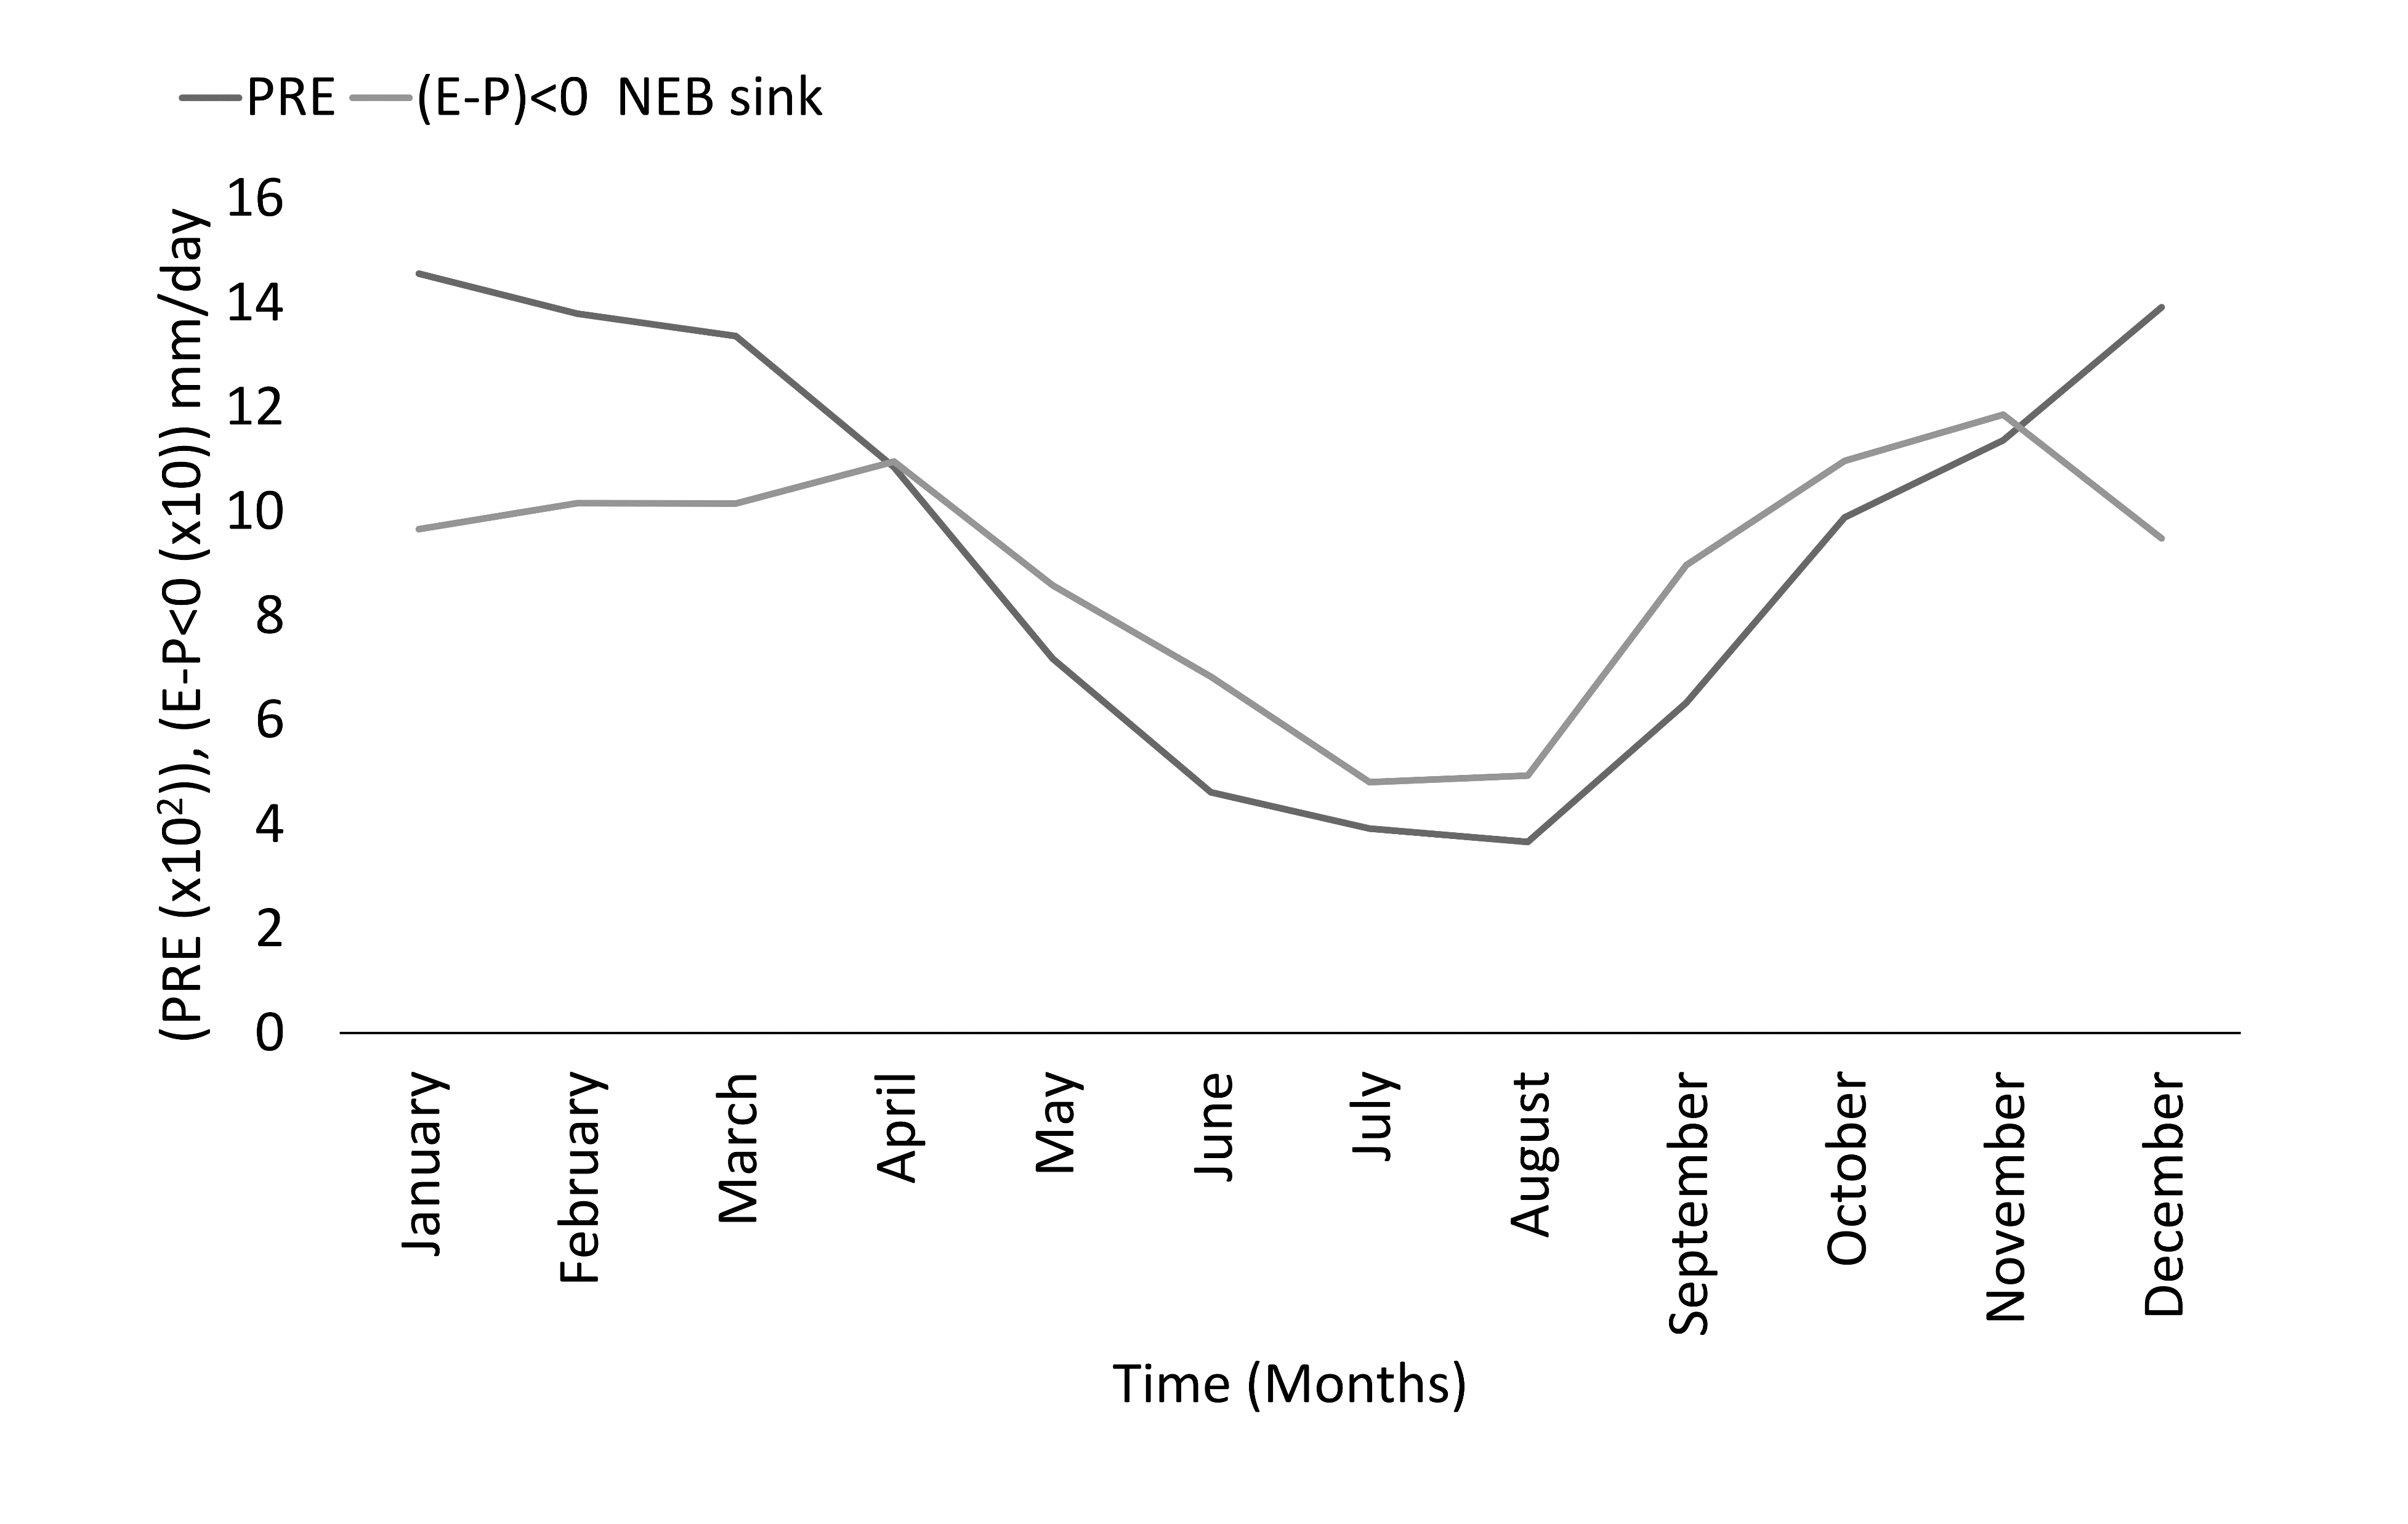 PRE (E-P)<0 NEB sink
(PRE (x10²)), (E-P<0 (x10)) mm/day
16
14
12
10
8
6
4
2
0
January
February
March
April
May
June
July
August
September
October
November
December
Time (Months)